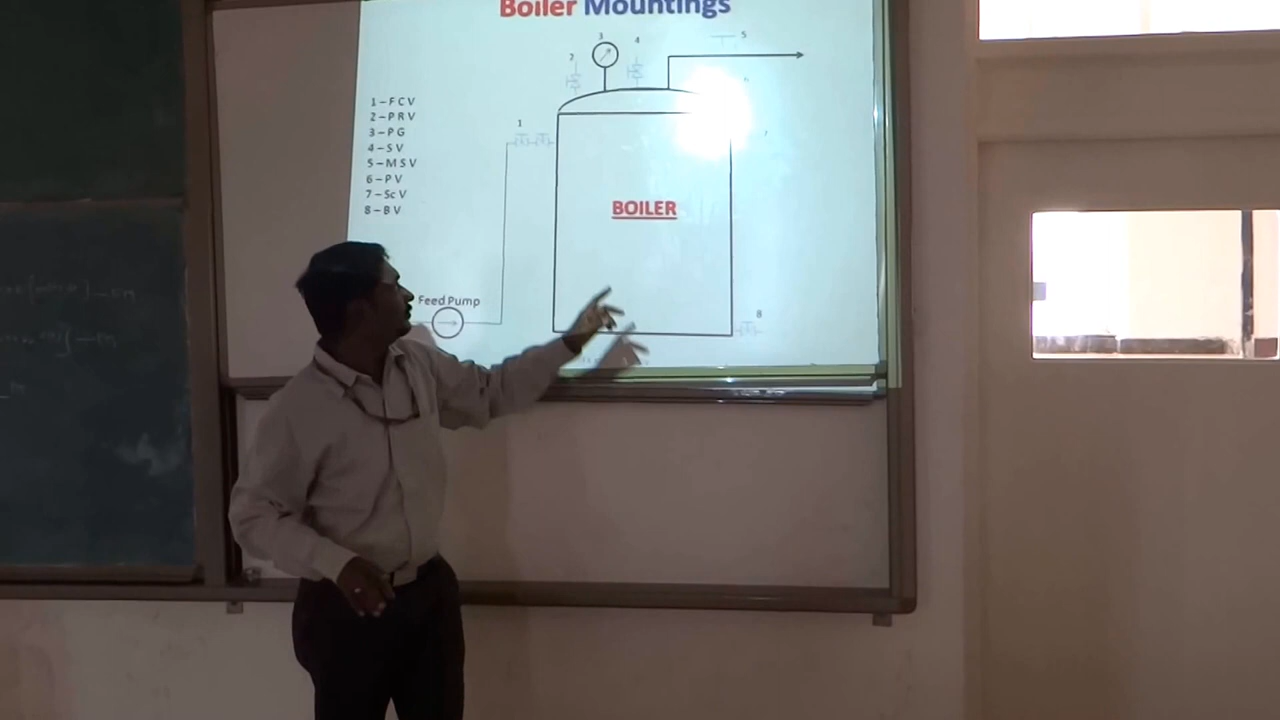 Boiler Mountings
3
4
5
2
1 – F C V
2 – P R V
3 – P G
4 – S V
5 – M S V
6 – P V
7 – Sc V
8 – B V
1
BOILER
Feed Pump
8